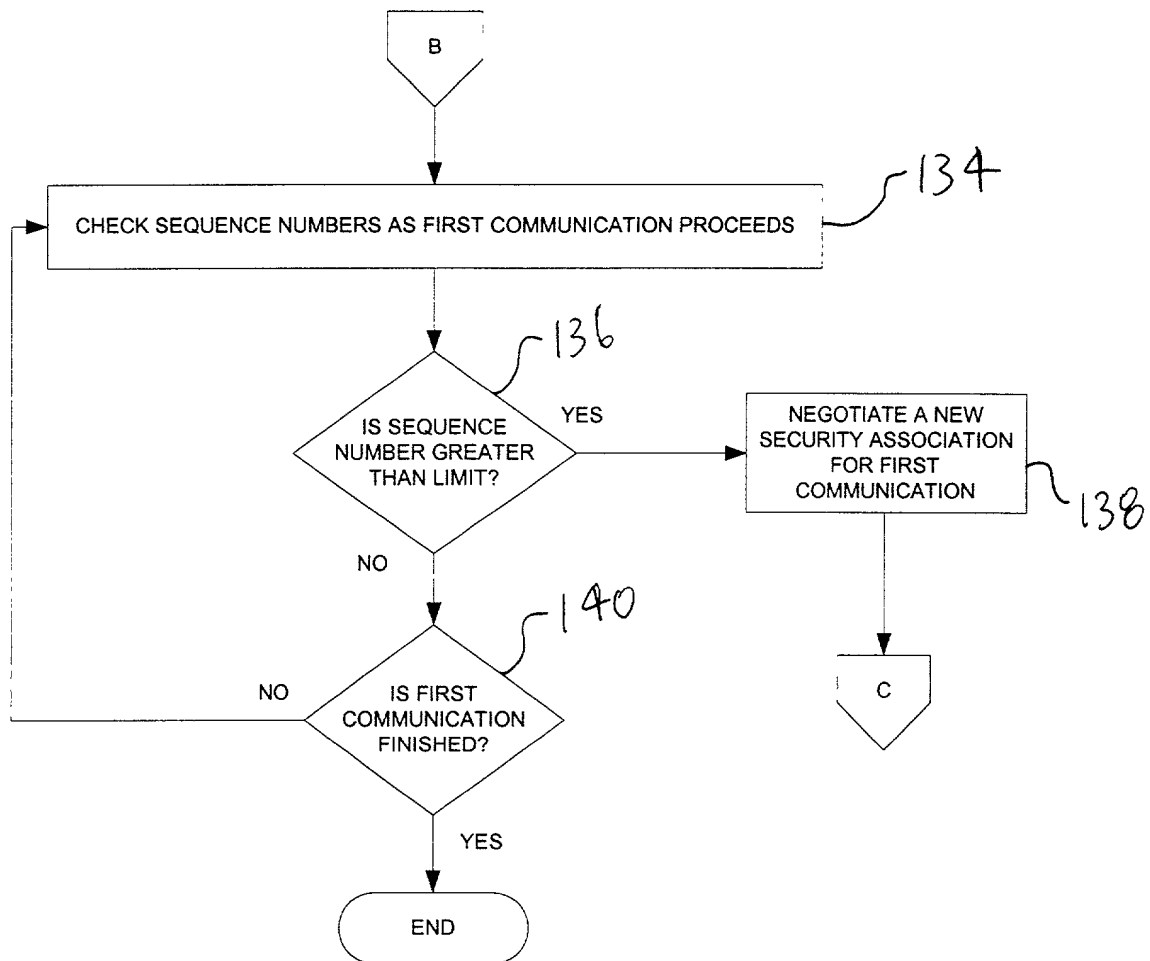 B
134
CHECK SEQUENCE NUMBERS AS FIRST COMMUNICATION PROCEEDS
136
IS SEQUENCE
NUMBER GREATER
THAN LIMIT?
YES
NEGOTIATE A NEW
SECURITY ASSOCIATION
FOR FIRST
COMMUNICATION
138
NO
140
NO
IS FIRST
COMMUNICATION
FINISHED?
C
YES
END